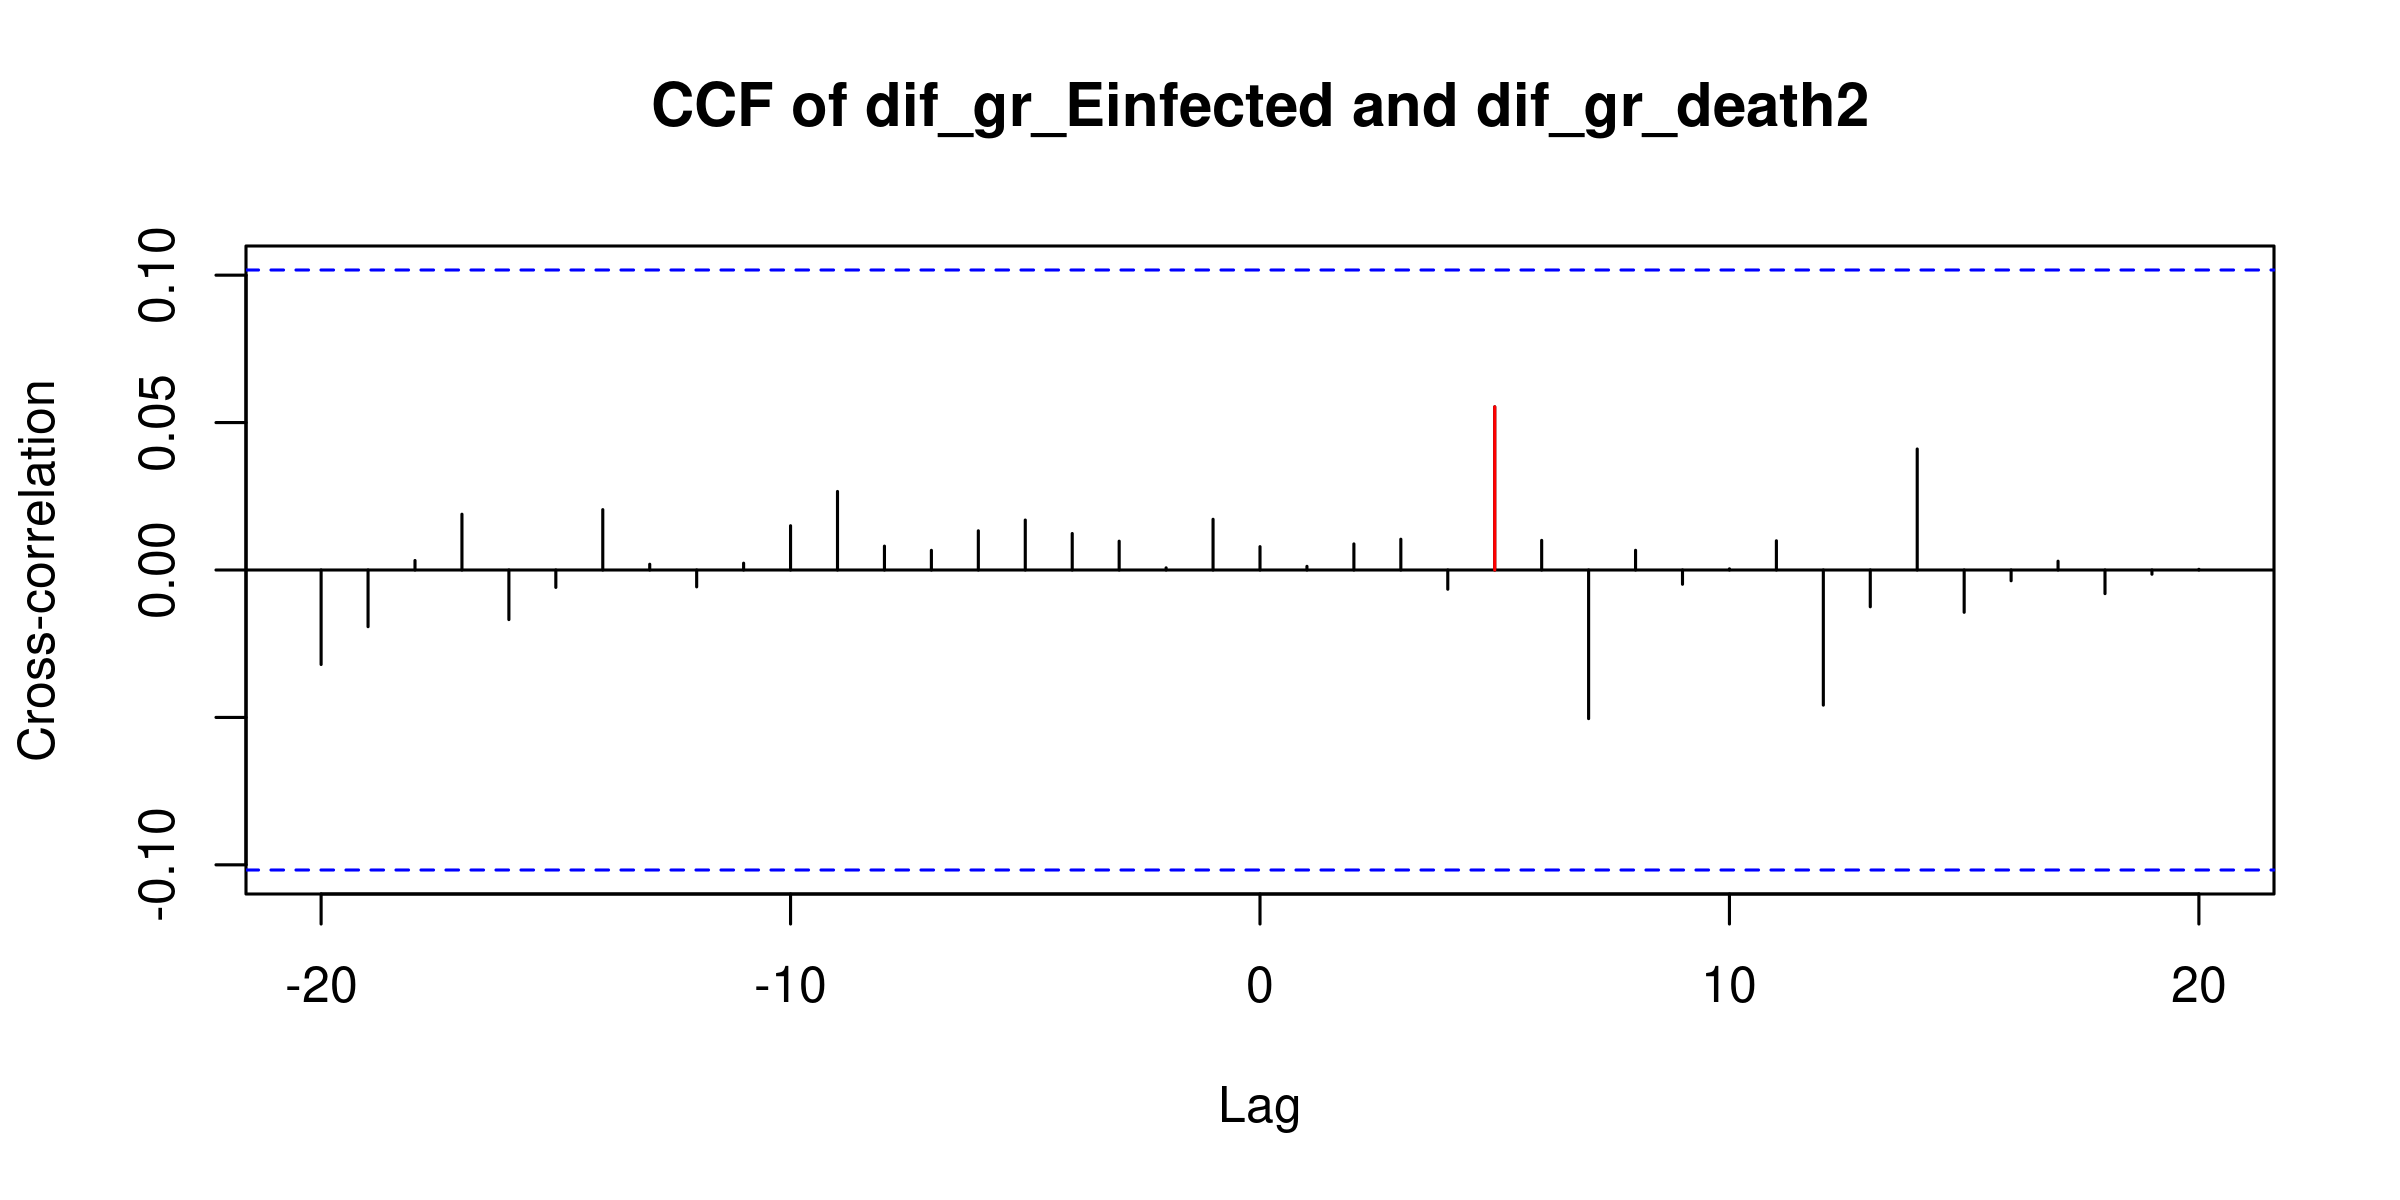 CCF of dif_gr_Einfected and dif_gr_death2
Cross-correlation
0.10
0.05
0.00
-0.10
-20 -10 0 10 20
Lag